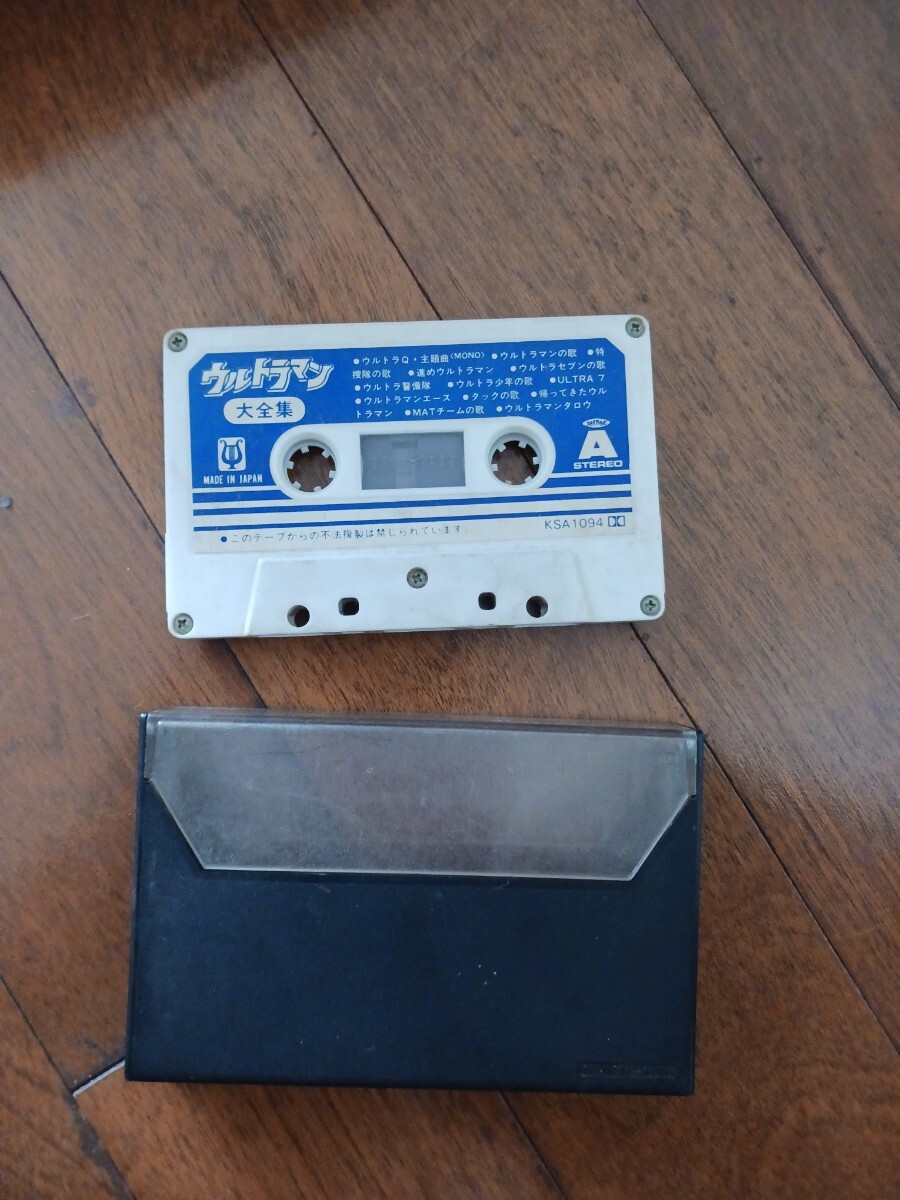 ウルトラマン
大全集
●ウルトラQ・主題曲〈MONO〉●ウルトラマンの歌 ●特
捜隊の歌 ●進めウルトラマン ●ウルトラセブンの歌
●ウルトラ警備隊 ●ウルトラ少年の歌 ●ULTRA 7
●ウルトラマンエース ●タックの歌 ●帰ってきたウル
トラマン ●MATチームの歌 ●ウルトラマンタロウ
MADE IN JAPAN
A
STEREO
KSA1094
●このテープからの不法複製は禁じられています。